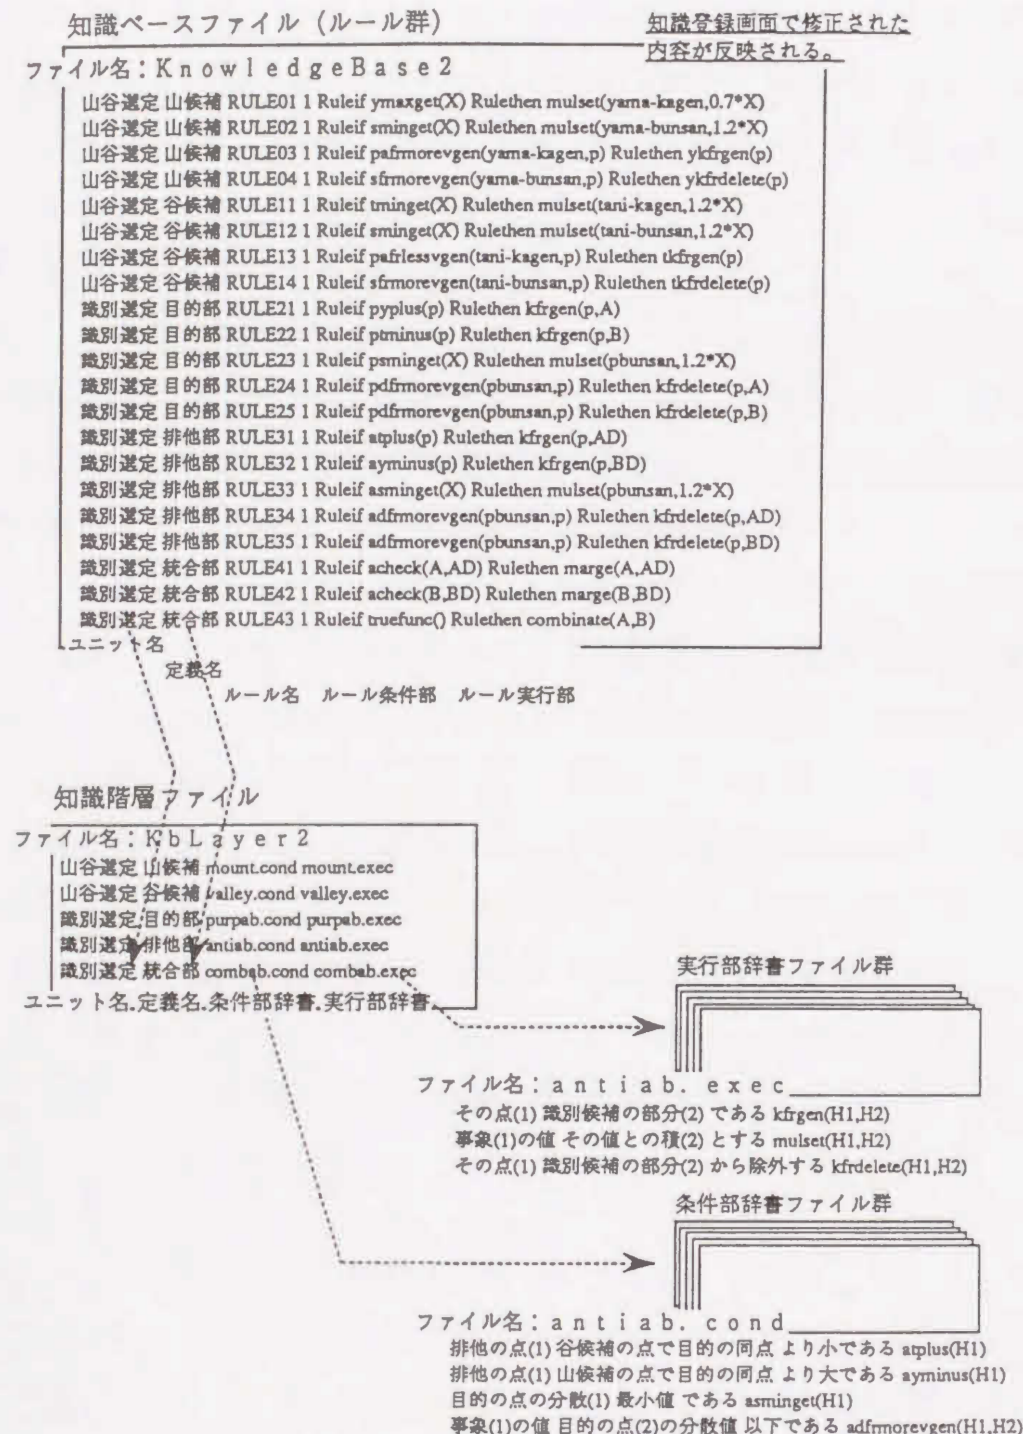 知識ベースファイル（ルール群）
知識登録画面で修正された
内容が反映される。
ファイル名：KnowledgeBase2
山谷選定 山候補 RULE01 1 Ruleif ymaxget(X) Rulethen mulset(yama-kagen,0.7*X)
山谷選定 山候補 RULE02 1 Ruleif sminget(X) Rulethen mulset(yama-bunsan,1.2*X)
山谷選定 山候補 RULE03 1 Ruleif pafrmorevgen(yama-kagen,p) Rulethen ykfrgen(p)
山谷選定 山候補 RULE04 1 Ruleif sfrmorevgen(yama-bunsan,p) Rulethen ykfrdelete(p)
山谷選定 谷候補 RULE11 1 Ruleif tminget(X) Rulethen mulset(tani-kagen,1.2*X)
山谷選定 谷候補 RULE12 1 Ruleif sminget(X) Rulethen mulset(tani-bunsan,1.2*X)
山谷選定 谷候補 RULE13 1 Ruleif pafrlessvgen(tani-kagen,p) Rulethen tkfrgen(p)
山谷選定 谷候補 RULE14 1 Ruleif sfrmorevgen(tani-bunsan,p) Rulethen tkfrdelete(p)
識別選定 目的部 RULE21 1 Ruleif pyplus(p) Rulethen kfrgen(p,A)
識別選定 目的部 RULE22 1 Ruleif ptminus(p) Rulethen kfrgen(p,B)
識別選定 目的部 RULE23 1 Ruleif psminget(X) Rulethen mulset(pbunsan,1.2*X)
識別選定 目的部 RULE24 1 Ruleif pdfrmorevgen(pbunsan,p) Rulethen kfrdelete(p,A)
識別選定 目的部 RULE25 1 Ruleif pdfrmorevgen(pbunsan,p) Rulethen kfrdelete(p,B)
識別選定 排他部 RULE31 1 Ruleif atplus(p) Rulethen kfrgen(p,AD)
識別選定 排他部 RULE32 1 Ruleif ayminus(p) Rulethen kfrgen(p,BD)
識別選定 排他部 RULE33 1 Ruleif asminget(X) Rulethen mulset(pbunsan,1.2*X)
識別選定 排他部 RULE34 1 Ruleif adfrmorevgen(pbunsan,p) Rulethen kfrdelete(p,AD)
識別選定 排他部 RULE35 1 Ruleif adfrmorevgen(pbunsan,p) Rulethen kfrdelete(p,BD)
識別選定 統合部 RULE41 1 Ruleif acheck(A,AD) Rulethen marge(A,AD)
識別選定 統合部 RULE42 1 Ruleif acheck(B,BD) Rulethen marge(B,BD)
識別選定 統合部 RULE43 1 Ruleif truefunc() Rulethen combinate(A,B)
ユニット名
定義名
ルール名 ルール条件部 ルール実行部
知識階層ファイル
ファイル名：KbLayer2
山谷選定 山候補 mount.cond mount.exec
山谷選定 谷候補 valley.cond valley.exec
識別選定 目的部 purpab.cond purpab.exec
識別選定 排他部 antiab.cond antiab.exec
識別選定 統合部 combab.cond combab.exec
ユニット名.定義名.条件部辞書.実行部辞書
実行部辞書ファイル群
ファイル名：antiab.exec
その点(1) 識別候補の部分(2) である kfrgen(H1,H2)
事象(1)の値 その値との積(2) とする mulset(H1,H2)
その点(1) 識別候補の部分(2) から除外する kfrdelete(H1,H2)
条件部辞書ファイル群
ファイル名：antiab.cond
排他の点(1) 谷候補の点で目的の同点 より小である atplus(H1)
排他の点(1) 山候補の点で目的の同点 より大である ayminus(H1)
目的の点の分散(1) 最小値 である asminget(H1)
事象(1)の値 目的の点(2)の分散値 以下である adfrmorevgen(H1,H2)